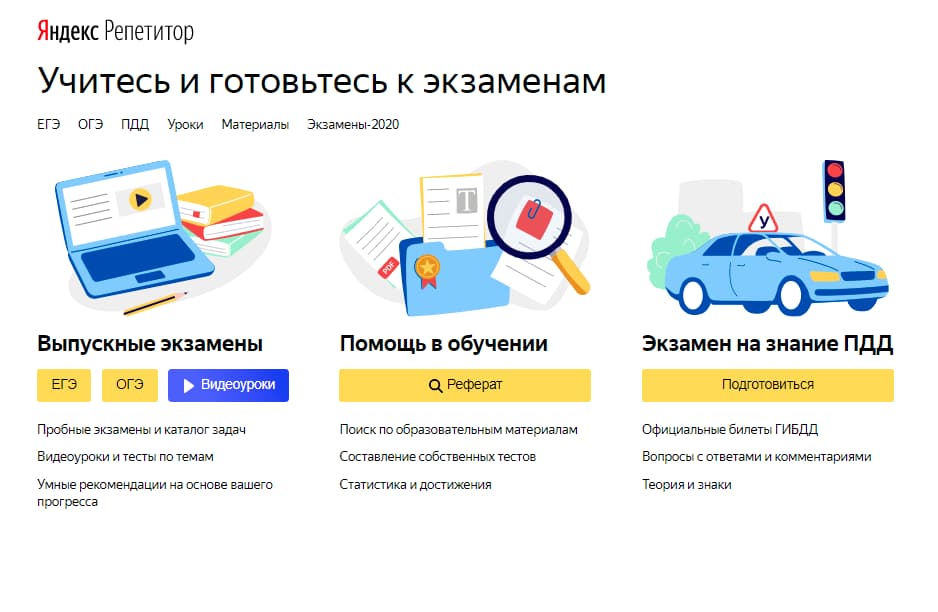 Яндекс Репетитор
Учитесь и готовьтесь к экзаменам
ЕГЭ ОГЭ ПДД Уроки Материалы Экзамены-2020
T
PDF
У
Выпускные экзамены
ЕГЭ ОГЭ Видеоуроки
Пробные экзамены и каталог задач
Видеоуроки и тесты по темам
Умные рекомендации на основе вашего
прогресса
Помощь в обучении
Реферат
Поиск по образовательным материалам
Составление собственных тестов
Статистика и достижения
Экзамен на знание ПДД
Подготовиться
Официальные билеты ГИБДД
Вопросы с ответами и комментариями
Теория и знаки